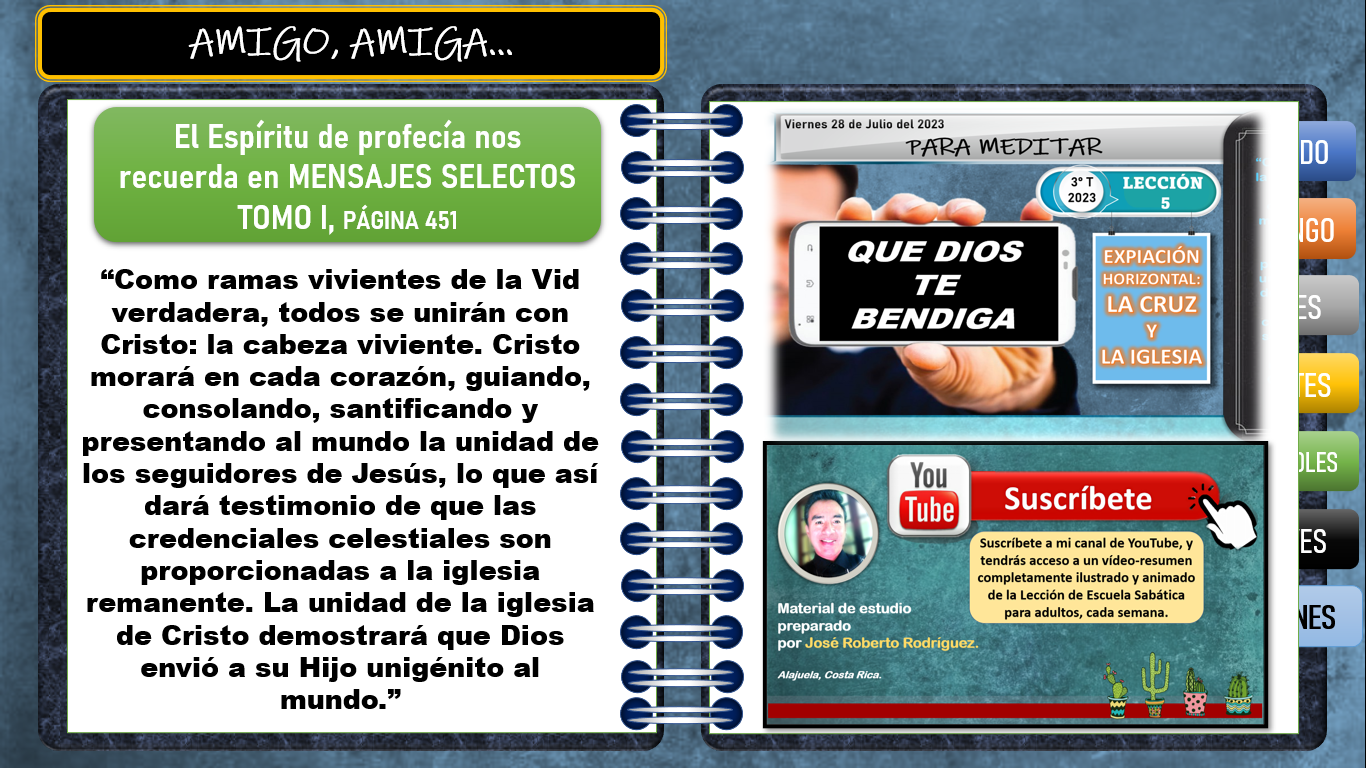 AMIGO, AMIGA...
El Espíritu de profecía nos
recuerda en MENSAJES SELECTOS
TOMO I, PÁGINA 451
“Como ramas vivientes de la Vid
verdadera, todos se unirán con
Cristo: la cabeza viviente. Cristo
morará en cada corazón, guiando,
consolando, santificando y
presentando al mundo la unidad de
los seguidores de Jesús, lo que así
dará testimonio de que las
credenciales celestiales son
proporcionadas a la iglesia
remanente. La unidad de la iglesia
de Cristo demostrará que Dios
envió a su Hijo unigénito al
mundo.”
Viernes 28 de Julio del 2023
PARA MEDITAR
3° T
2023
LECCIÓN
5
QUE DIOS
TE
BENDIGA
EXPIACIÓN
HORIZONTAL:
LA CRUZ
Y
LA IGLESIA
You
Tube
Suscríbete
Suscríbete a mi canal de YouTube, y
tendrás acceso a un vídeo-resumen
completamente ilustrado y animado
de la Lección de Escuela Sabática
para adultos, cada semana.
Material de estudio
preparado
por José Roberto Rodríguez.
Alajuela, Costa Rica.
DO
NGO
ES
TES
OLES
ES
NES